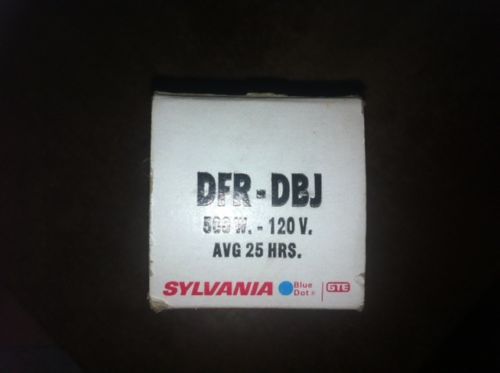 DFR - DBJ
500 W. - 120 V.
AVG 25 HRS.
SYLVANIA Blue Dot® GTE